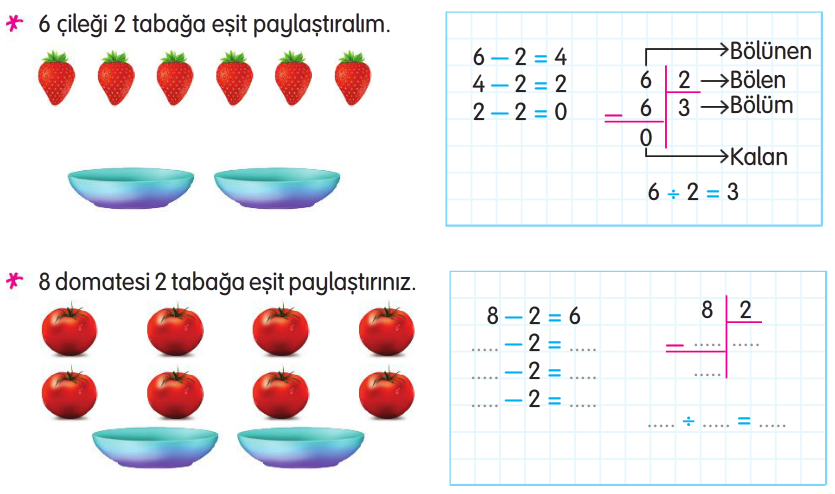 * 6 çileği 2 tabağa eşit paylaştıralım.
6 − 2 = 4
4 − 2 = 2
2 − 2 = 0
Bölünen
6 2 Bölen
− 6 3 Bölüm
0
Kalan
6 ÷ 2 = 3
* 8 domatesi 2 tabağa eşit paylaştırınız.
8 − 2 = 6
..... − 2 = .....
..... − 2 = .....
..... − 2 = .....
8 2
− ..... .....
.....
..... ÷ ..... = .....